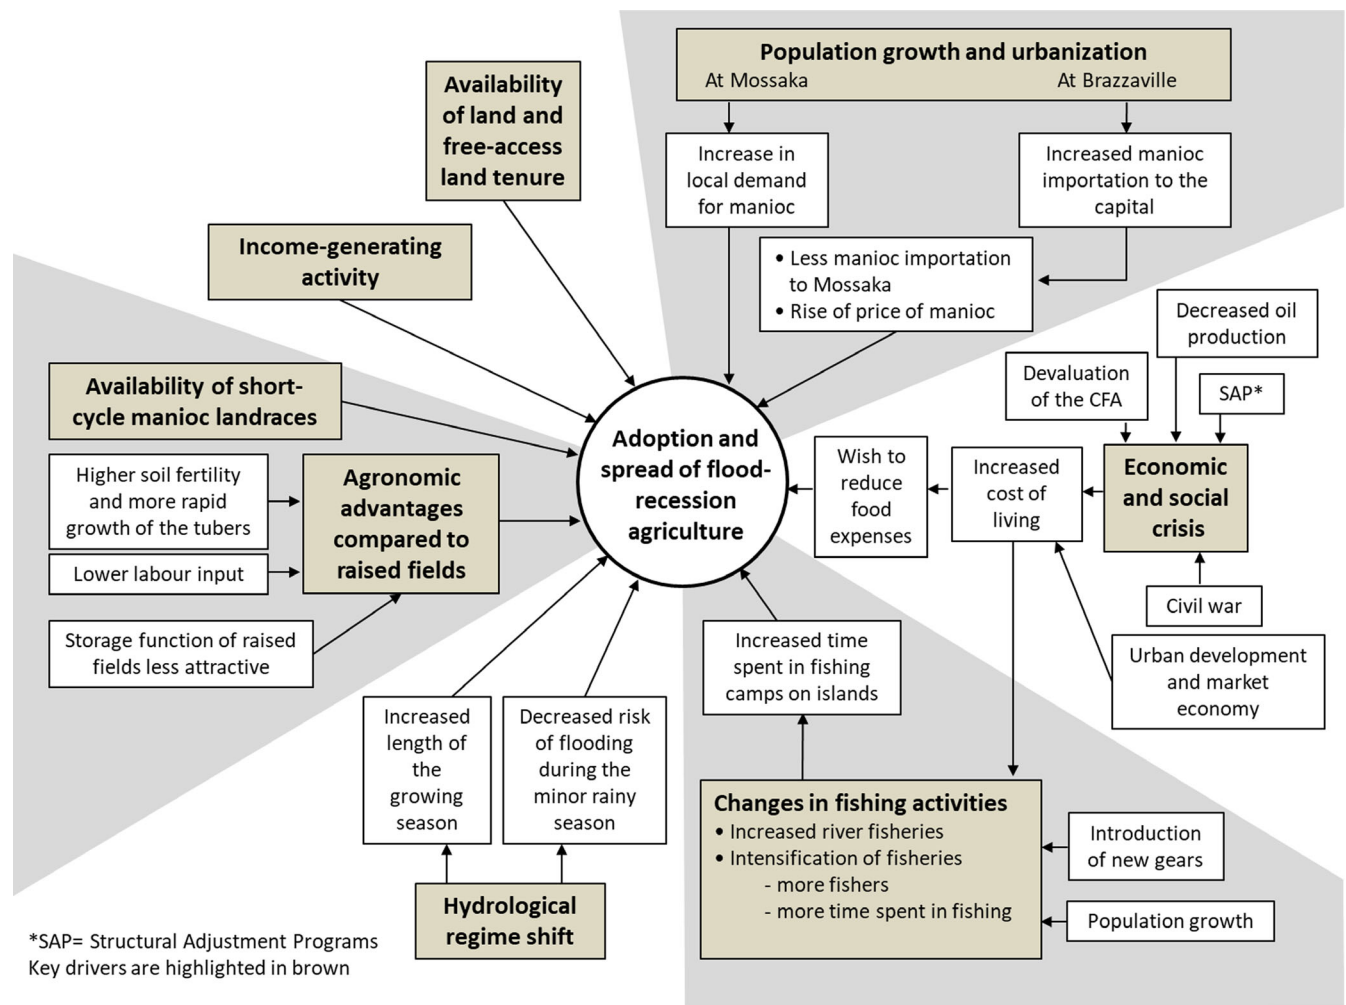 Population growth and urbanization
At Mossaka
At Brazzaville
Availability
of land and
free-access
land tenure
Increase in
local demand
for manioc
Increased manioc
importation to the
capital
Income-generating
activity
• Less manioc importation
to Mossaka
• Rise of price of manioc
Decreased oil
production
Devaluation
of the CFA
SAP*
Availability of short-
cycle manioc landraces
Adoption and
spread of flood-
recession
agriculture
Wish to
reduce
food
expenses
Increased
cost of
living
Economic
and social
crisis
Higher soil fertility
and more rapid
growth of the tubers
Lower labour input
Agronomic
advantages
compared to
raised fields
Storage function of raised
fields less attractive
Civil war
Urban development
and market
economy
Increased time
spent in fishing
camps on islands
Increased
length of
the
growing
season
Decreased risk
of flooding
during the
minor rainy
season
Changes in fishing activities
• Increased river fisheries
• Intensification of fisheries
- more fishers
- more time spent in fishing
Introduction
of new gears
Population growth
Hydrological
regime shift
*SAP= Structural Adjustment Programs
Key drivers are highlighted in brown